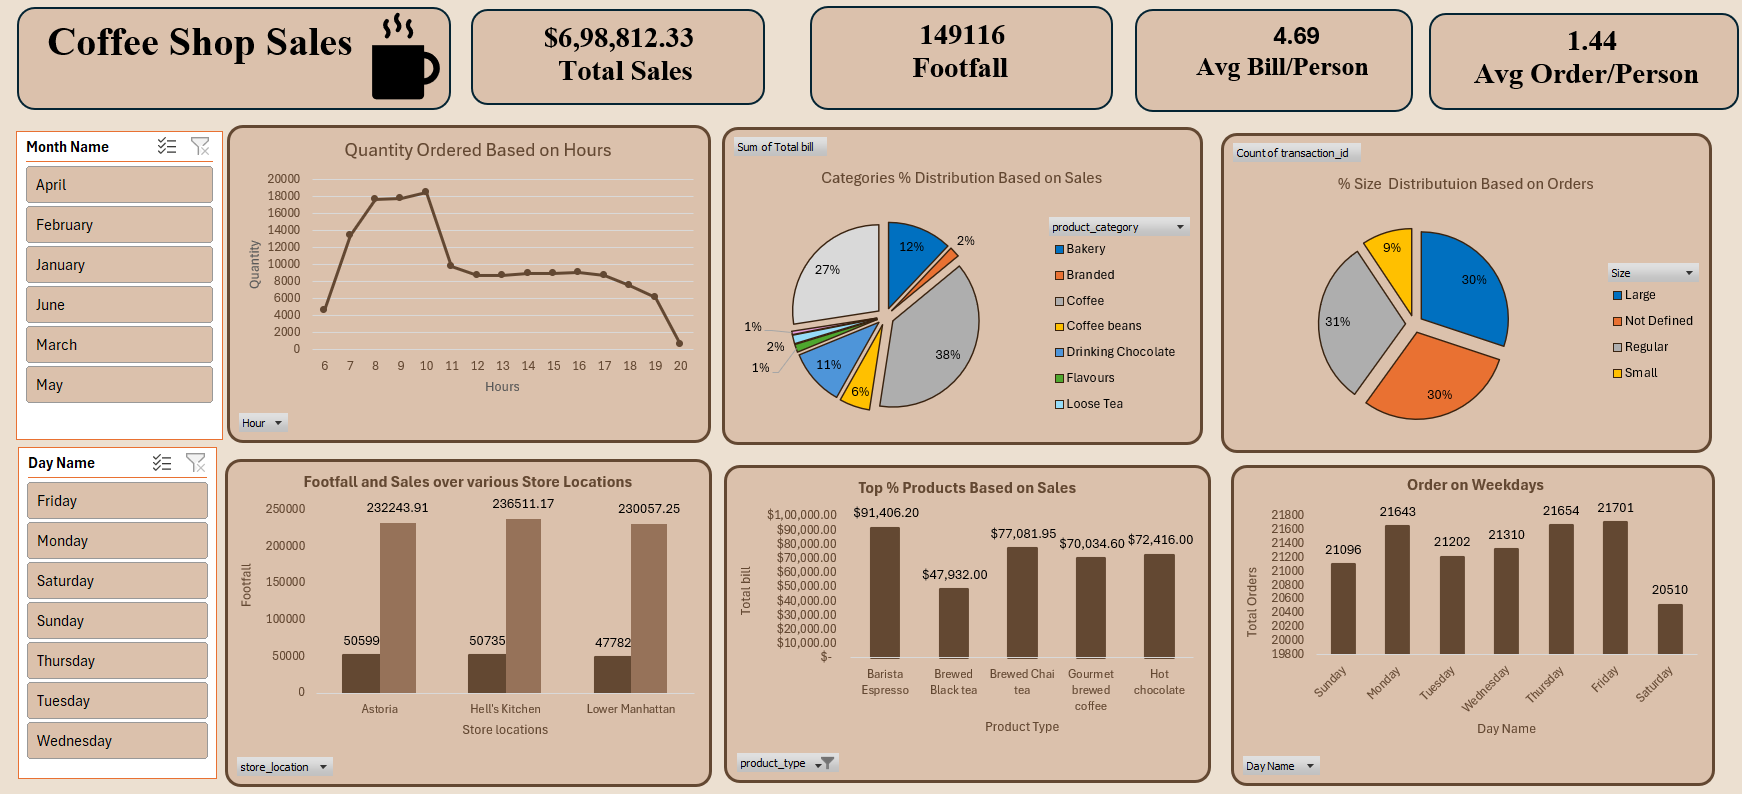 Coffee Shop Sales
$6,98,812.33
Total Sales
149116
Footfall
4.69
Avg Bill/Person
1.44
Avg Order/Person
Month Name
April
February
January
June
March
May
Quantity Ordered Based on Hours
Quantity
20000
18000
16000
14000
12000
10000
8000
6000
4000
2000
0
6 7 8 9 10 11 12 13 14 15 16 17 18 19 20
Hours
Hour
Sum of Total bill
Categories % Distribution Based on Sales
12%
2%
38%
6%
11%
1%
2%
1%
27%
product_category
Bakery
Branded
Coffee
Coffee beans
Drinking Chocolate
Flavours
Loose Tea
Count of transaction_id
% Size Distributuion Based on Orders
30%
30%
31%
9%
Size
Large
Not Defined
Regular
Small
Day Name
Friday
Monday
Saturday
Sunday
Thursday
Tuesday
Wednesday
Footfall and Sales over various Store Locations
Footfall
250000
200000
150000
100000
50000
0
232243.91 236511.17 230057.25
50599 50735 47782
Astoria Hell's Kitchen Lower Manhattan
Store locations
store_location
Top % Products Based on Sales
Total bill
$1,00,000.00
$90,000.00
$80,000.00
$70,000.00
$60,000.00
$50,000.00
$40,000.00
$30,000.00
$20,000.00
$10,000.00
$-
$91,406.20
$47,932.00
$77,081.95
$70,034.60
$72,416.00
Barista Espresso
Brewed Black tea
Brewed Chai tea
Gourmet brewed coffee
Hot chocolate
Product Type
product_type
Order on Weekdays
Total Orders
21800
21600
21400
21200
21000
20800
20600
20400
20200
20000
19800
21096
21643
21202
21310
21654
21701
20510
Sunday
Monday
Tuesday
Wednesday
Thursday
Friday
Saturday
Day Name
Day Name